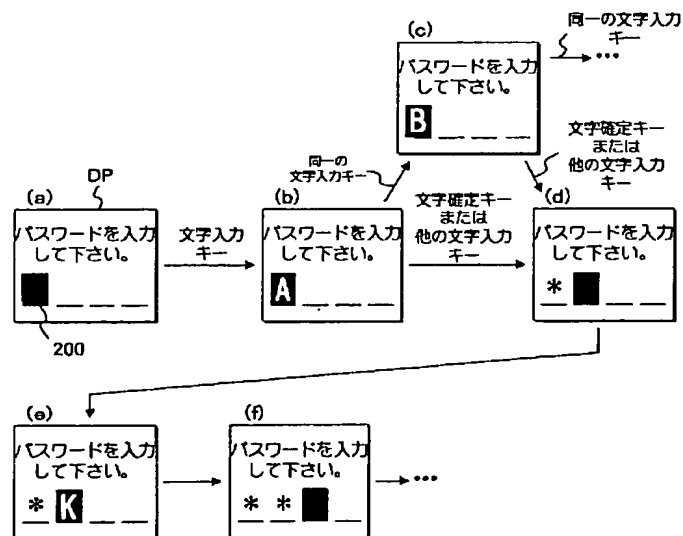 (c)
パスワードを入力
して下さい。
B
同一の文字入力
キー
•••
同一の
文字入力キー
文字確定キー
または
他の文字入力
キー
DP
(a)
パスワードを入力
して下さい。
200
文字入力
キー
(b)
パスワードを入力
して下さい。
A
文字確定キー
または
他の文字入力
キー
(d)
パスワードを入力
して下さい。
*
(e)
パスワードを入力
して下さい。
* K
(f)
パスワードを入力
して下さい。
* *
•••